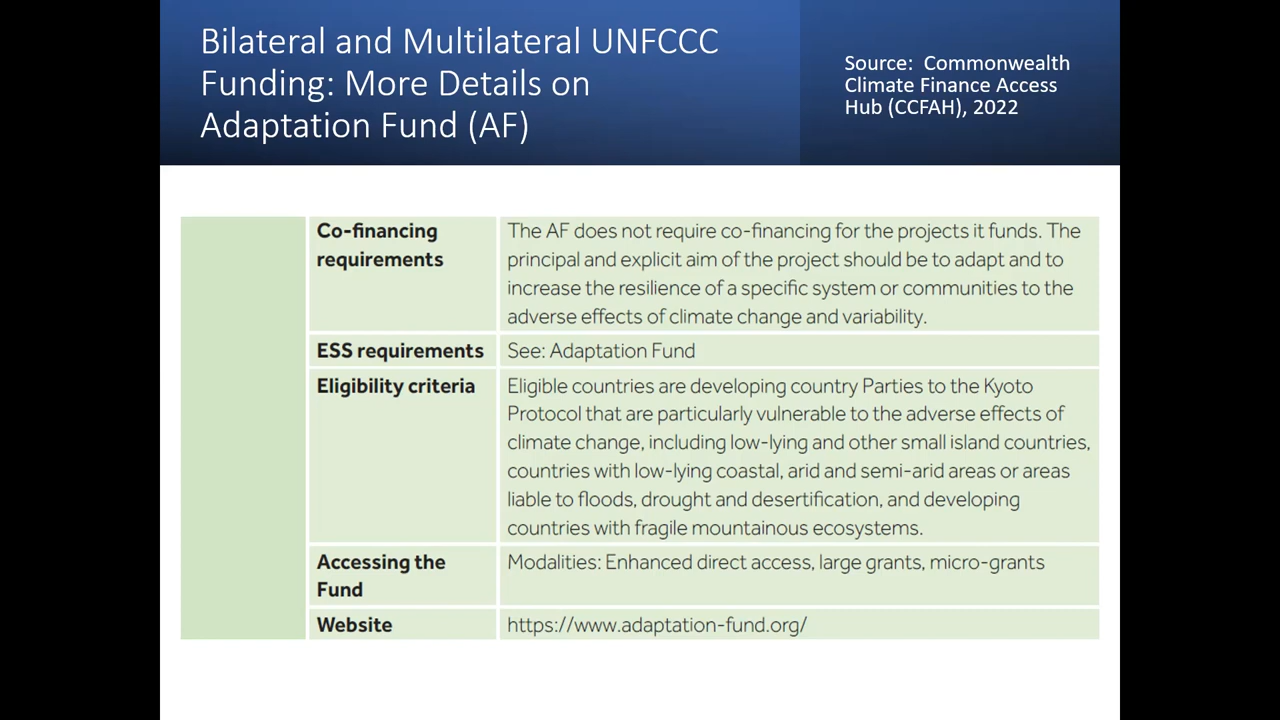 Bilateral and Multilateral UNFCCC
Funding: More Details on
Adaptation Fund (AF)
Source:  Commonwealth
Climate Finance Access
Hub (CCFAH), 2022
Co-financing
requirements
The AF does not require co-financing for the projects it funds. The
principal and explicit aim of the project should be to adapt and to
increase the resilience of a specific system or communities to the
adverse effects of climate change and variability.
ESS requirements
See: Adaptation Fund
Eligibility criteria
Eligible countries are developing country Parties to the Kyoto
Protocol that are particularly vulnerable to the adverse effects of
climate change, including low-lying and other small island countries,
countries with low-lying coastal, arid and semi-arid areas or areas
liable to floods, drought and desertification, and developing
countries with fragile mountainous ecosystems.
Accessing the
Fund
Modalities: Enhanced direct access, large grants, micro-grants
Website
https://www.adaptation-fund.org/